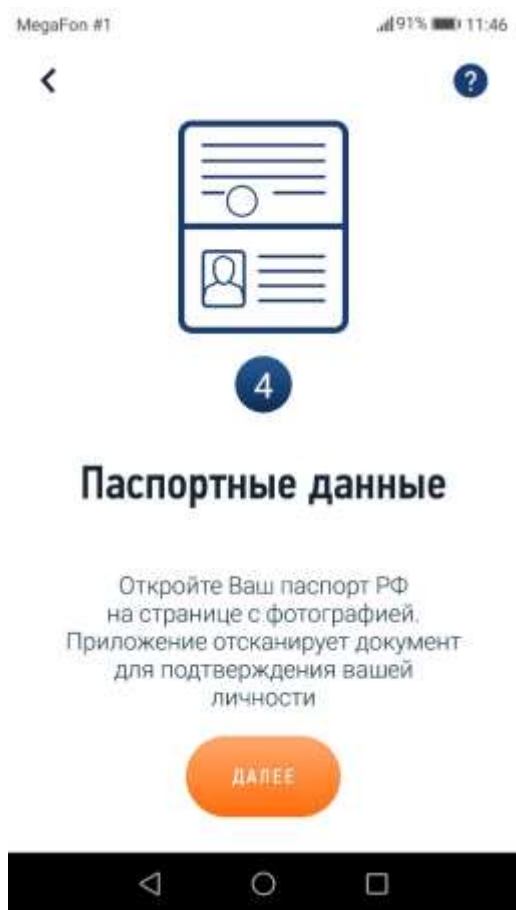 MegaFon #1
91% 11:46
?
4
Паспортные данные
Откройте Ваш паспорт РФ
на странице с фотографией.
Приложение отсканирует документ
для подтверждения вашей
личности
ДАЛЕЕ